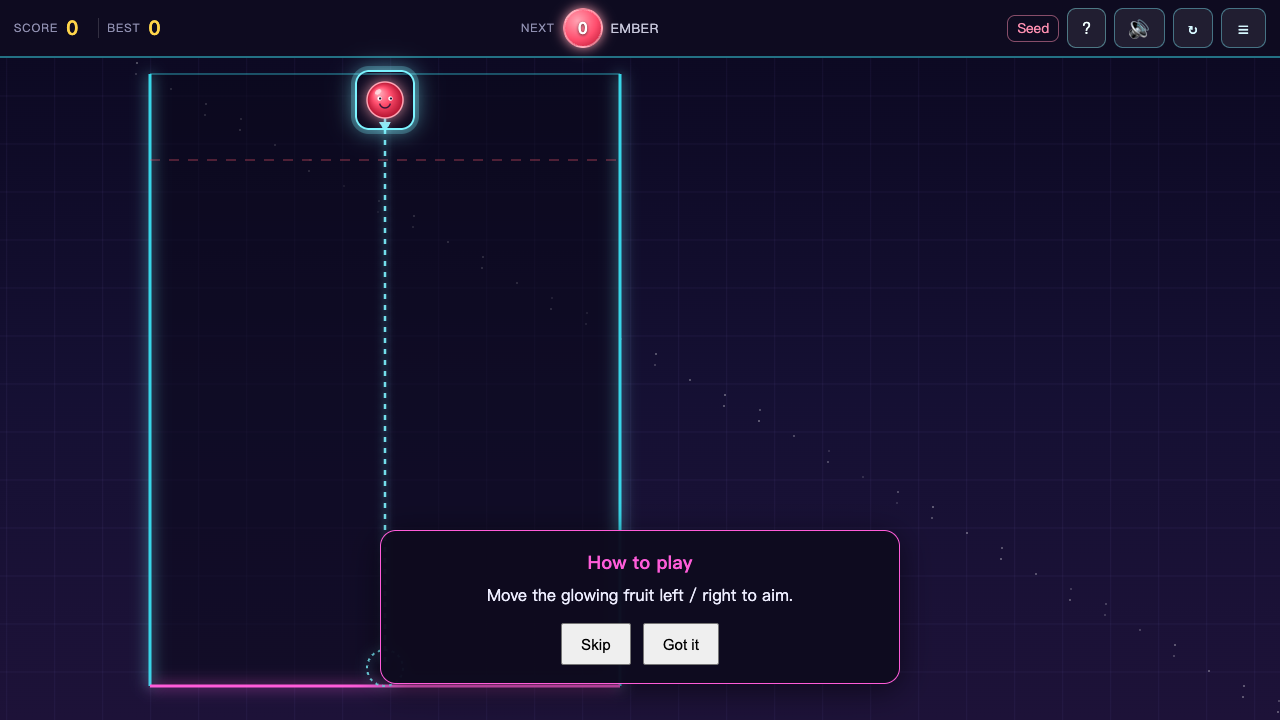 SCORE 0 BEST 0 NEXT 0 EMBER Seed ?
How to play
Move the glowing fruit left / right to aim.
Skip Got it